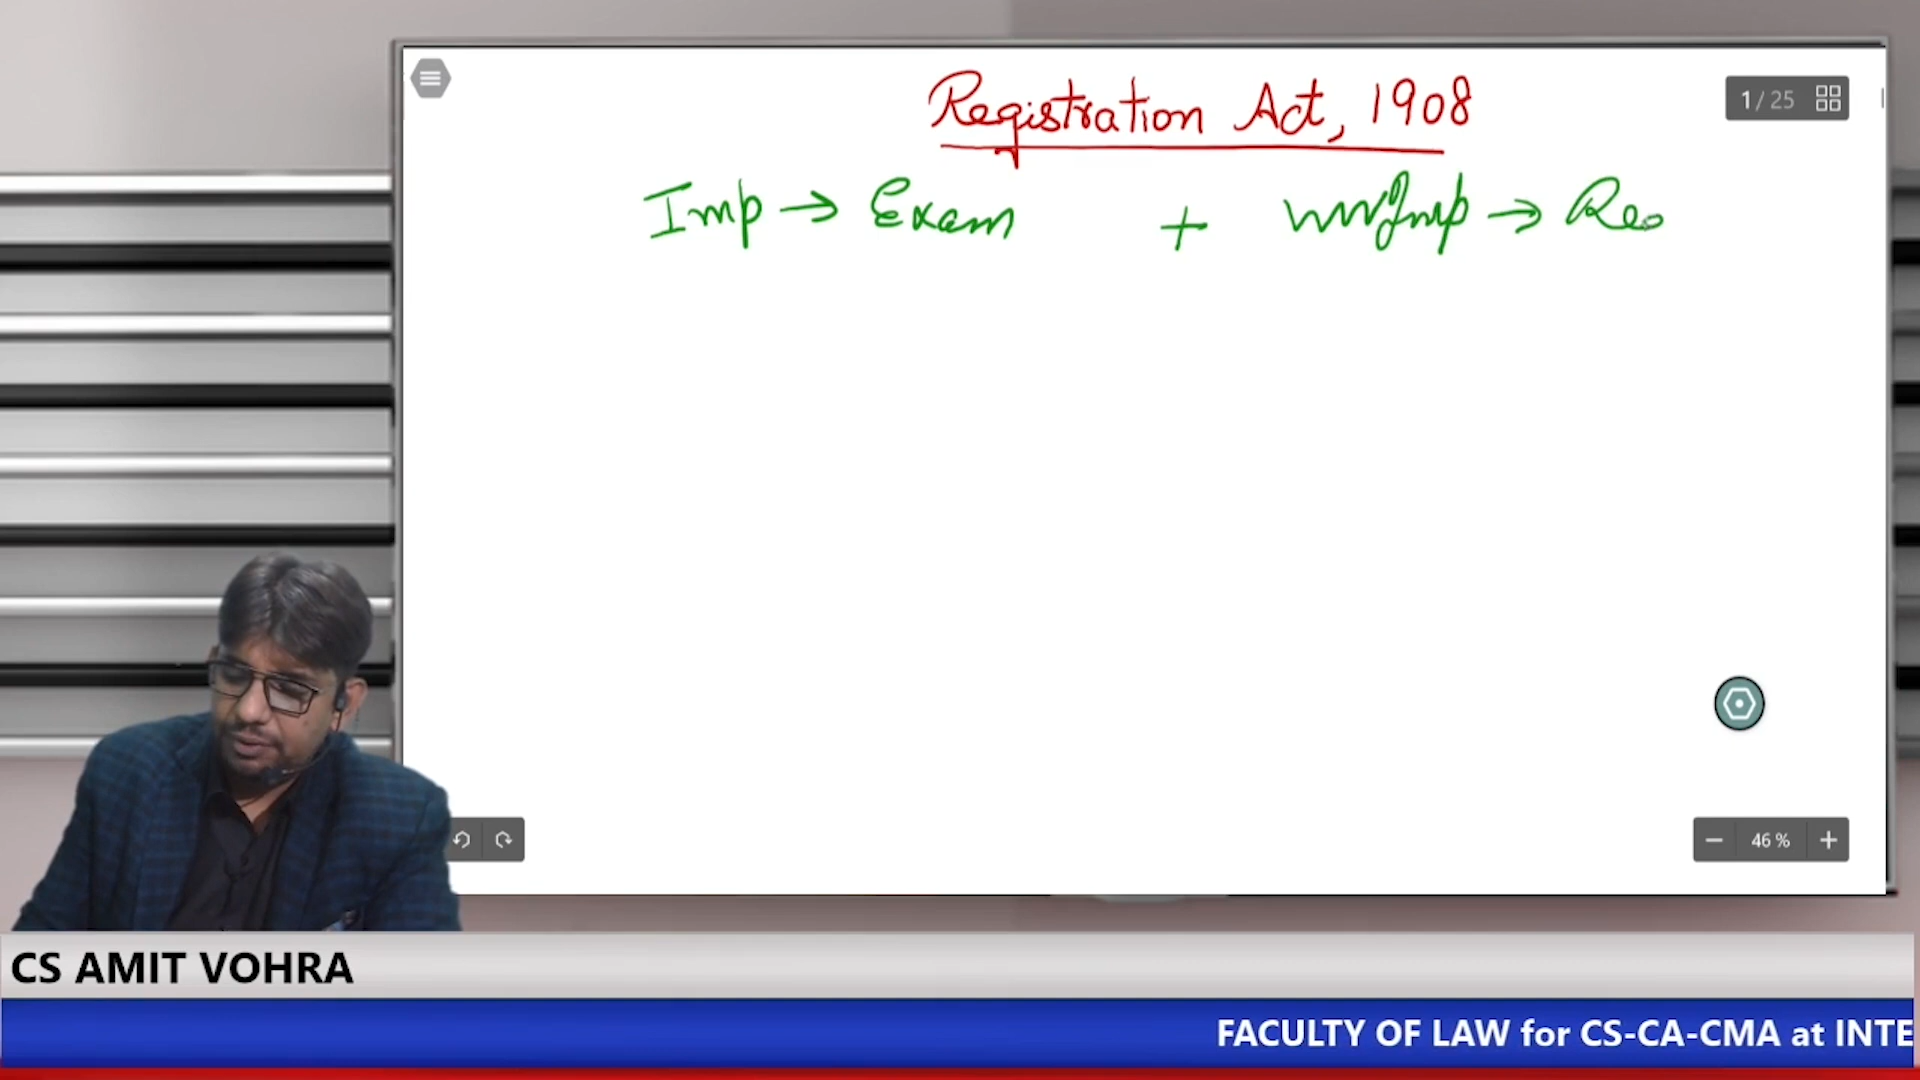 Registration Act, 1908
1 / 25
Imp → Exam + VVVImp → Rea
46 %
CS AMIT VOHRA
FACULTY OF LAW for CS-CA-CMA at INTE